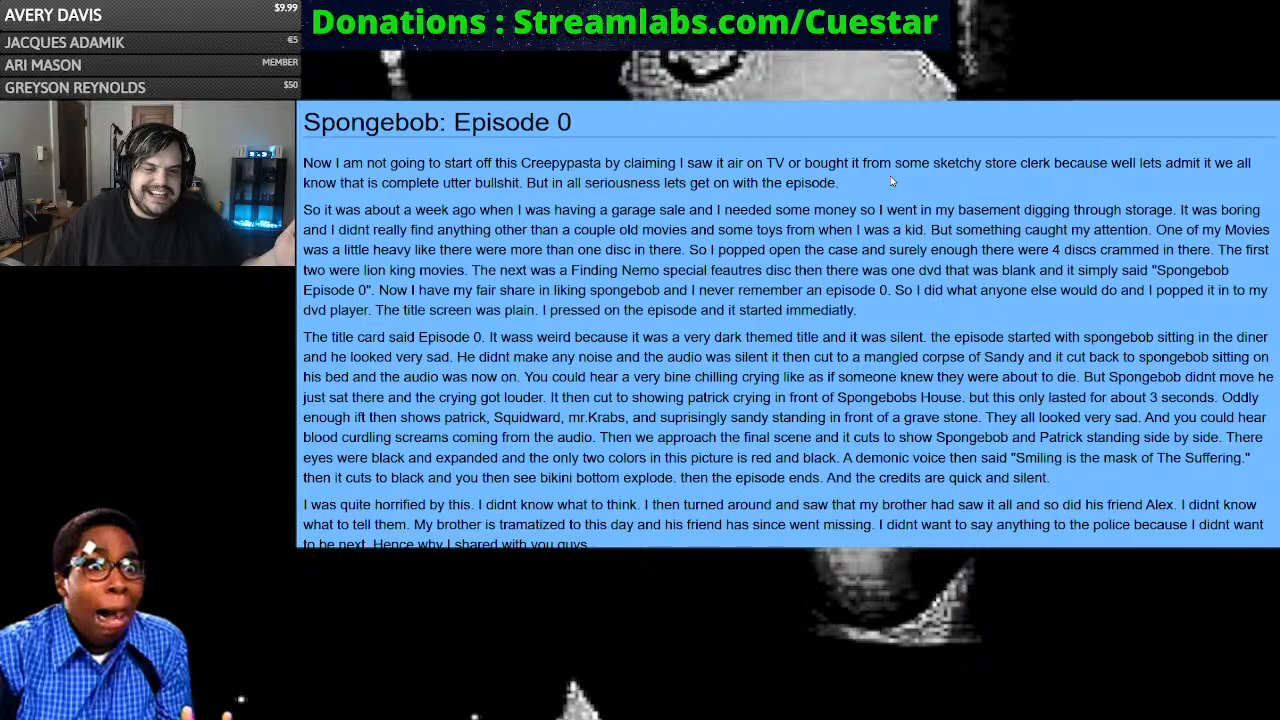 AVERY DAVIS $9.99
JACQUES ADAMIK €5
ARI MASON MEMBER
GREYSON REYNOLDS $50
Donations : Streamlabs.com/Cuestar
Spongebob: Episode 0
Now I am not going to start off this Creepypasta by claiming I saw it air on TV or bought it from some sketchy store clerk because well lets admit it we all
know that is complete utter bullshit. But in all seriousness lets get on with the episode.
So it was about a week ago when I was having a garage sale and I needed some money so I went in my basement digging through storage. It was boring
and I didnt really find anything other than a couple old movies and some toys from when I was a kid. But something caught my attention. One of my Movies
was a little heavy like there were more than one disc in there. So I popped open the case and surely enough there were 4 discs crammed in there. The first
two were lion king movies. The next was a Finding Nemo special feautres disc then there was one dvd that was blank and it simply said "Spongebob
Episode 0". Now I have my fair share in liking spongebob and I never remember an episode 0. So I did what anyone else would do and I popped it in to my
dvd player. The title screen was plain. I pressed on the episode and it started immediatly.
The title card said Episode 0. It wass weird because it was a very dark themed title and it was silent. the episode started with spongebob sitting in the diner
and he looked very sad. He didnt make any noise and the audio was silent it then cut to a mangled corpse of Sandy and it cut back to spongebob sitting on
his bed and the audio was now on. You could hear a very bine chilling crying like as if someone knew they were about to die. But Spongebob didnt move he
just sat there and the crying got louder. It then cut to showing patrick crying in front of Spongebobs House. but this only lasted for about 3 seconds. Oddly
enough ift then shows patrick, Squidward, mr.Krabs, and suprisingly sandy standing in front of a grave stone. They all looked very sad. And you could hear
blood curdling screams coming from the audio. Then we approach the final scene and it cuts to show Spongebob and Patrick standing side by side. There
eyes were black and expanded and the only two colors in this picture is red and black. A demonic voice then said "Smiling is the mask of The Suffering."
then it cuts to black and you then see bikini bottom explode. then the episode ends. And the credits are quick and silent.
I was quite horrified by this. I didnt know what to think. I then turned around and saw that my brother had saw it all and so did his friend Alex. I didnt know
what to tell them. My brother is tramatized to this day and his friend has since went missing. I didnt want to say anything to the police because I didnt want
to be next. Hence why I shared with you guys